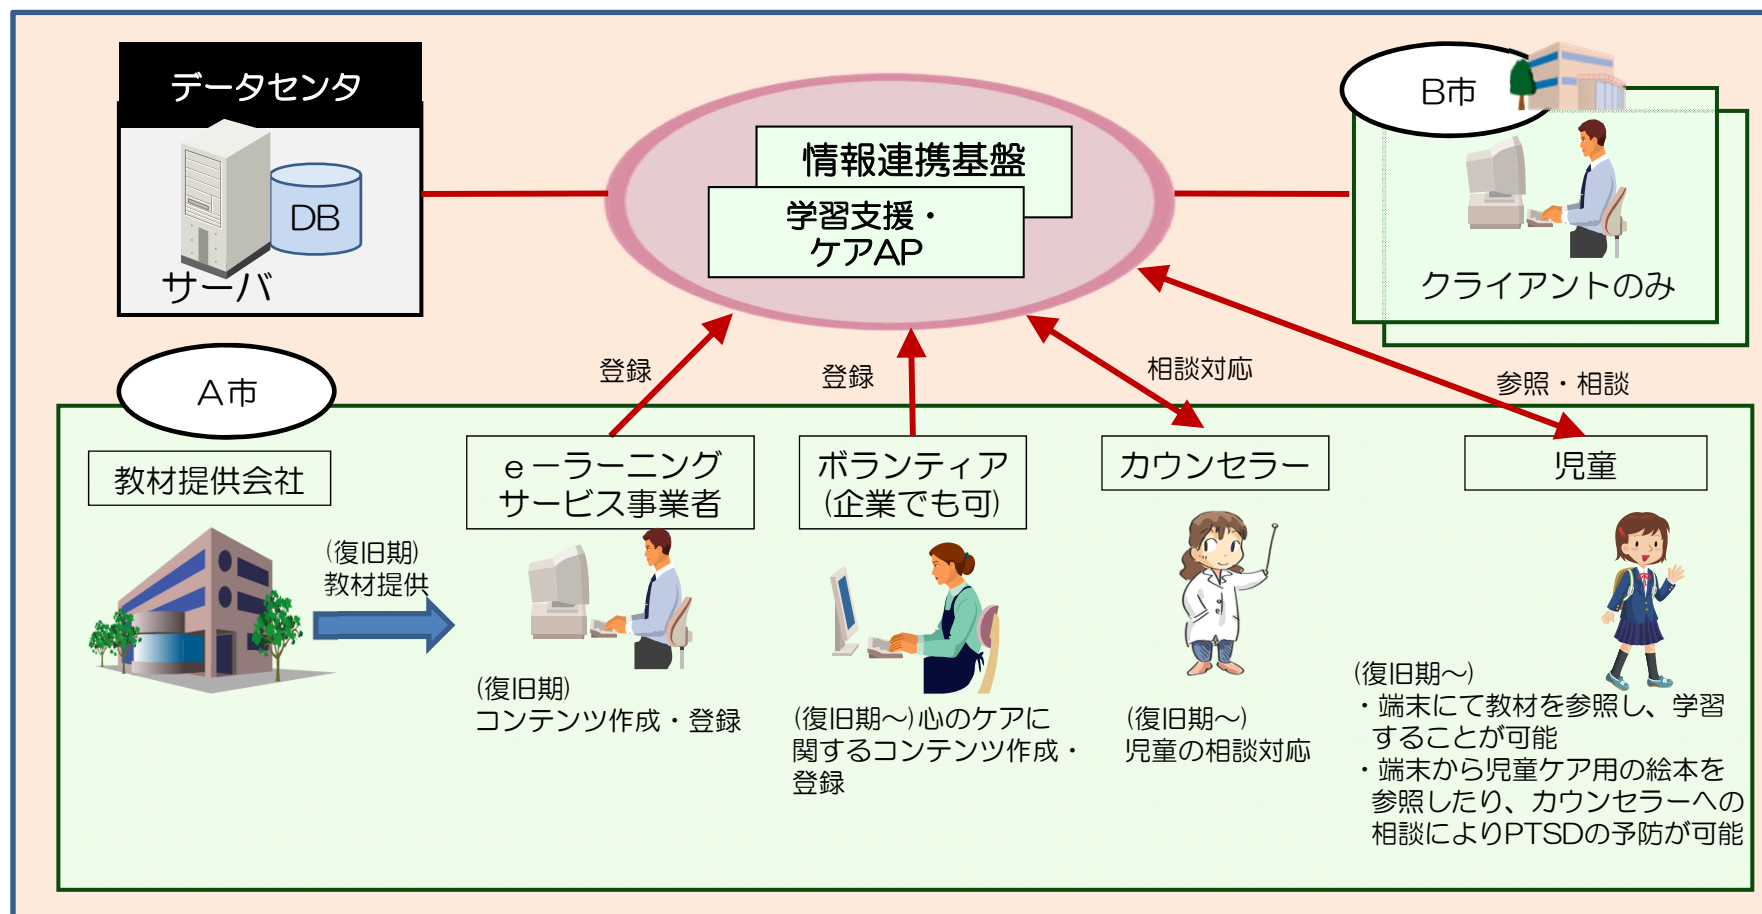 データセンタ
DB
サーバ
情報連携基盤
学習支援・
ケアAP
B市
クライアントのみ
登録
登録
相談対応
参照・相談
A市
教材提供会社
e－ラーニング
サービス事業者
ボランティア
(企業でも可)
カウンセラー
児童
(復旧期)
教材提供
(復旧期)
コンテンツ作成・登録
(復旧期～)心のケアに
関するコンテンツ作成・
登録
(復旧期～)
児童の相談対応
(復旧期～)
・端末にて教材を参照し、学習
することが可能
・端末から児童ケア用の絵本を
参照したり、カウンセラーへの
相談によりPTSDの予防が可能